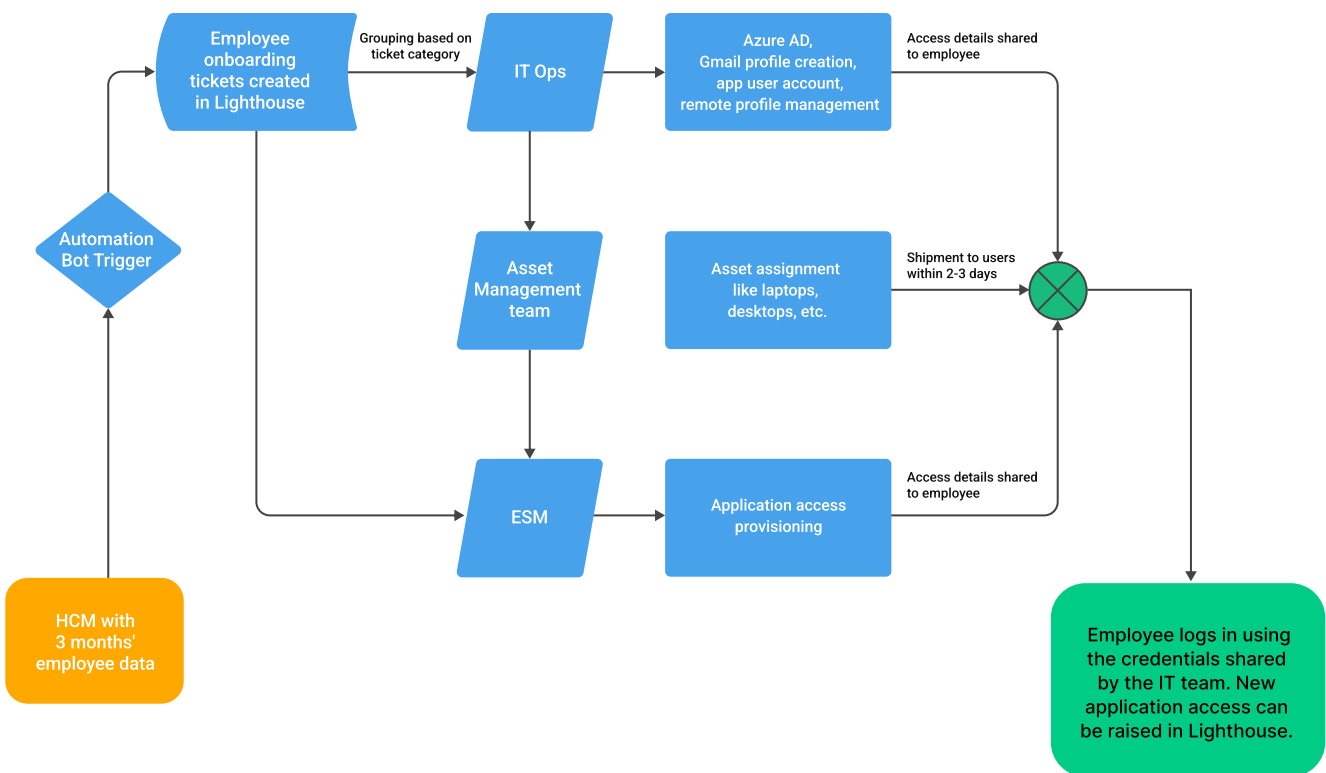 Employee
onboarding
tickets created
in Lighthouse
Grouping based on
ticket category
IT Ops
Azure AD,
Gmail profile creation,
app user account,
remote profile management
Access details shared
to employee
Automation
Bot Trigger
Asset
Management
team
Asset assignment
like laptops,
desktops, etc.
Shipment to users
within 2-3 days
ESM
Application access
provisioning
Access details shared
to employee
HCM with
3 months'
employee data
Employee logs in using
the credentials shared
by the IT team. New
application access can
be raised in Lighthouse.